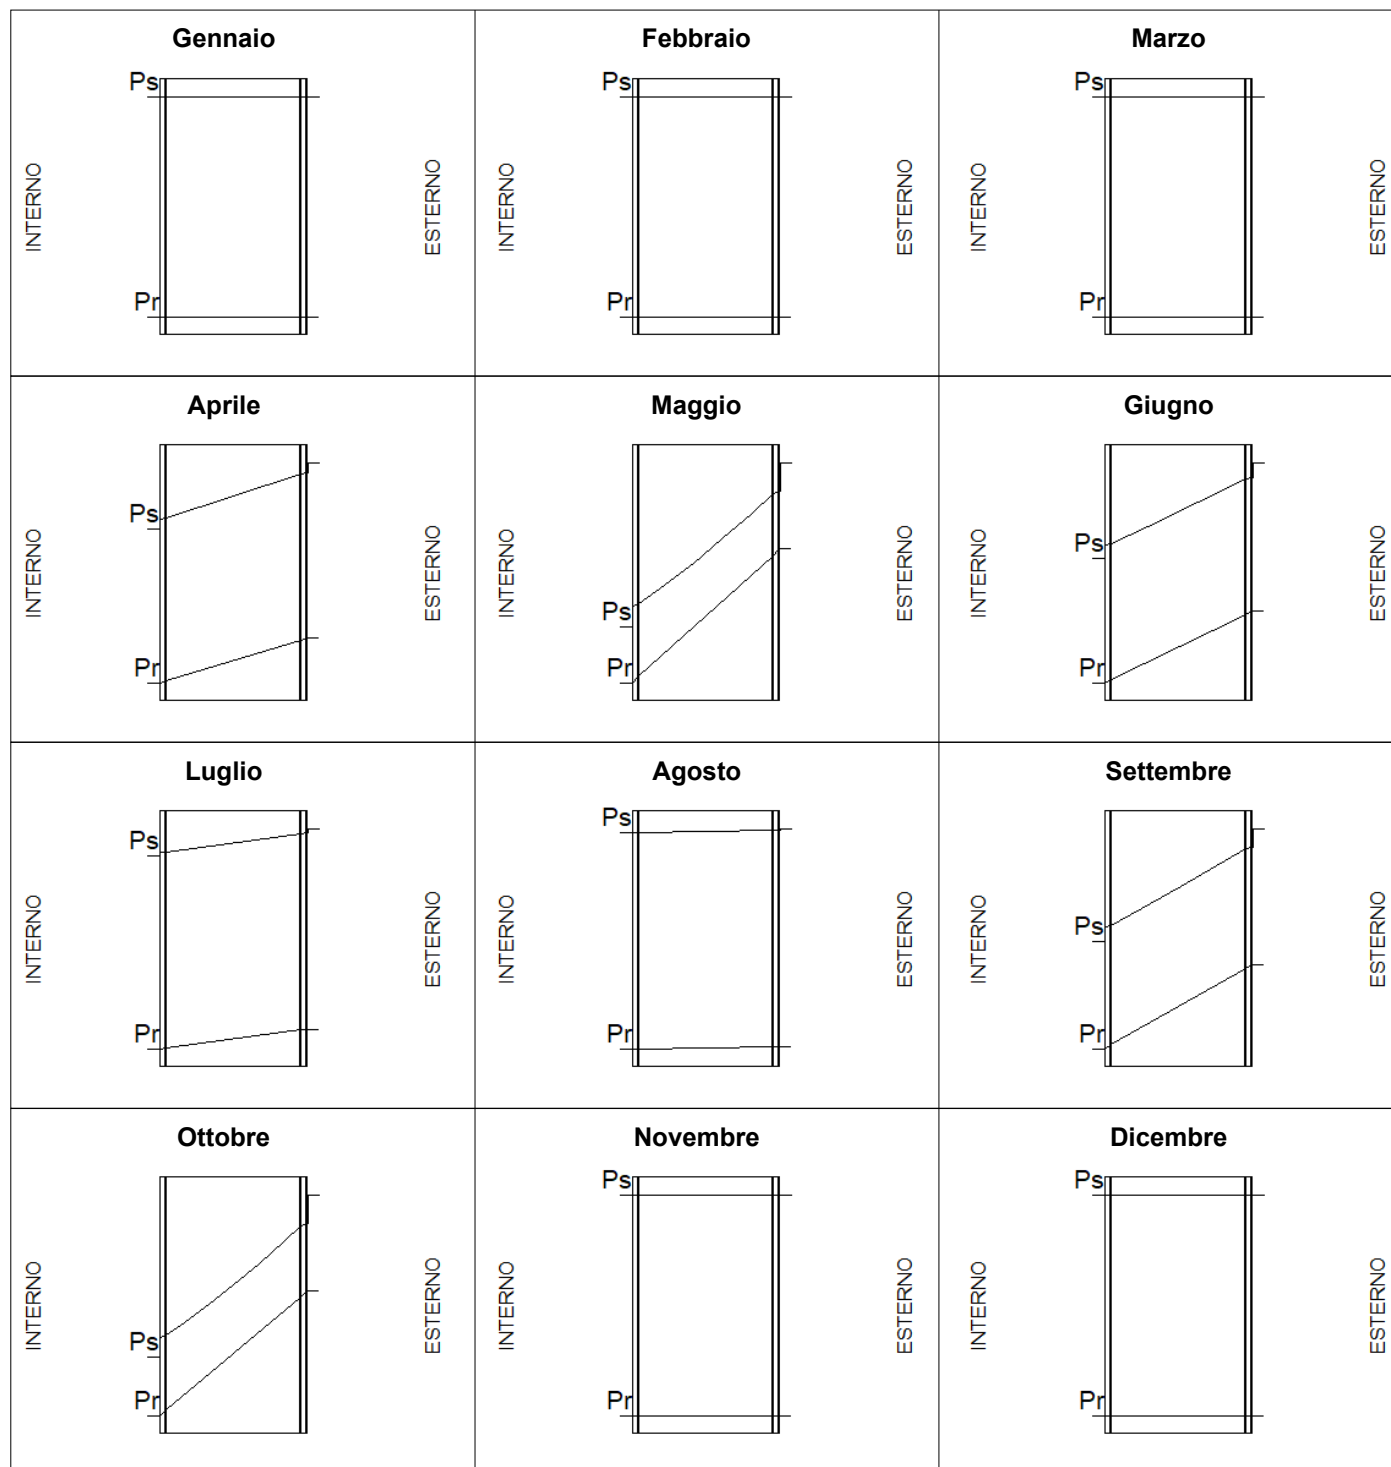 Gennaio
Ps
INTERNO
ESTERNO
Pr
Febbraio
Ps
INTERNO
ESTERNO
Pr
Marzo
Ps
INTERNO
ESTERNO
Pr
Aprile
Ps
INTERNO
ESTERNO
Pr
Maggio
INTERNO
ESTERNO
Ps
Pr
Giugno
Ps
INTERNO
ESTERNO
Pr
Luglio
Ps
INTERNO
ESTERNO
Pr
Agosto
Ps
INTERNO
ESTERNO
Pr
Settembre
Ps
INTERNO
ESTERNO
Pr
Ottobre
INTERNO
ESTERNO
Ps
Pr
Novembre
Ps
INTERNO
ESTERNO
Pr
Dicembre
Ps
INTERNO
ESTERNO
Pr